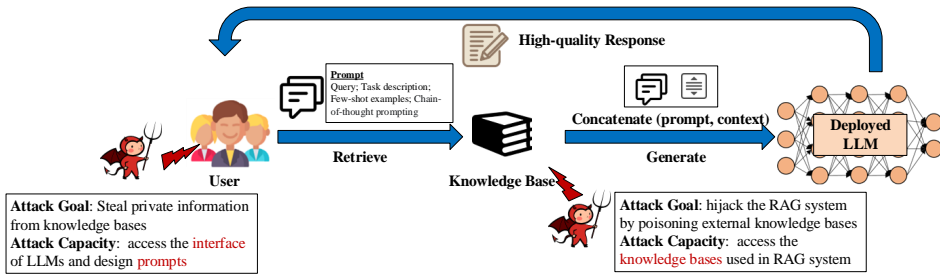 High-quality Response
Prompt
Query; Task description;
Few-shot examples; Chain-
of-thought prompting
Concatenate (prompt, context)
Deployed
LLM
Retrieve
Generate
User
Knowledge Base
Attack Goal: Steal private information
from knowledge bases
Attack Capacity:  access the interface
of LLMs and design prompts
Attack Goal: hijack the RAG system
by poisoning external knowledge bases
Attack Capacity:  access the
knowledge bases used in RAG system